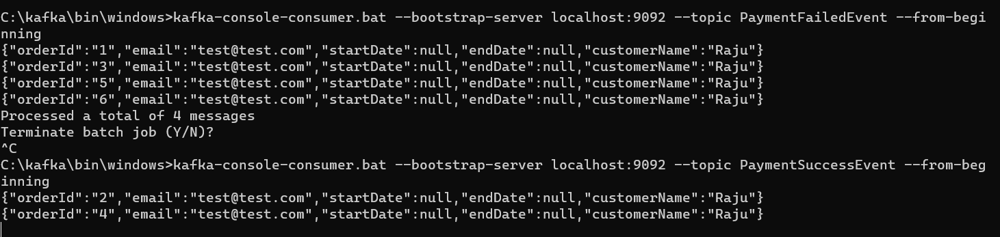 C:\kafka\bin\windows>kafka-console-consumer.bat --bootstrap-server localhost:9092 --topic PaymentFailedEvent --from-begi
nning
{"orderId":"1","email":"test@test.com","startDate":null,"endDate":null,"customerName":"Raju"}
{"orderId":"3","email":"test@test.com","startDate":null,"endDate":null,"customerName":"Raju"}
{"orderId":"5","email":"test@test.com","startDate":null,"endDate":null,"customerName":"Raju"}
{"orderId":"6","email":"test@test.com","startDate":null,"endDate":null,"customerName":"Raju"}
Processed a total of 4 messages
Terminate batch job (Y/N)?
^C
C:\kafka\bin\windows>kafka-console-consumer.bat --bootstrap-server localhost:9092 --topic PaymentSuccessEvent --from-beg
inning
{"orderId":"2","email":"test@test.com","startDate":null,"endDate":null,"customerName":"Raju"}
{"orderId":"4","email":"test@test.com","startDate":null,"endDate":null,"customerName":"Raju"}